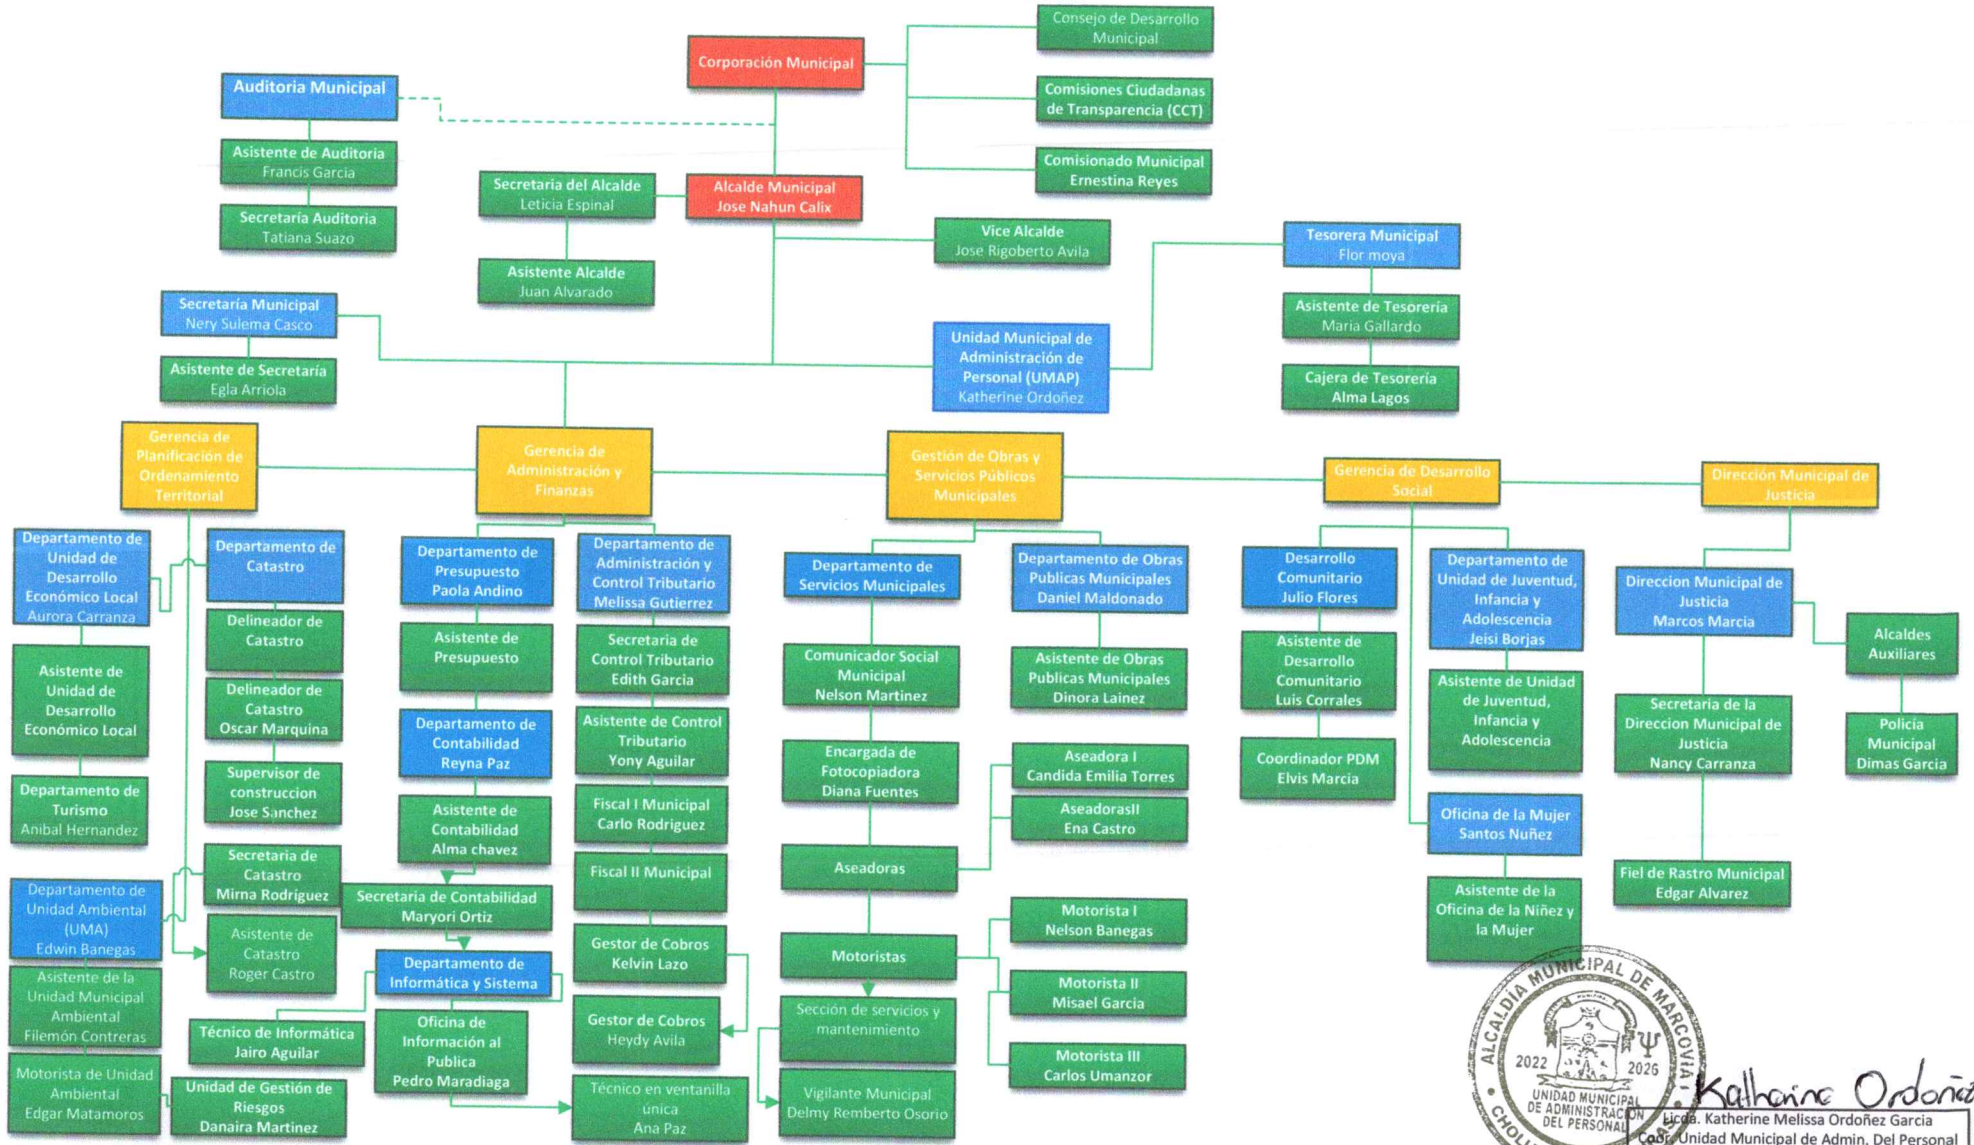 Consejo de Desarrollo
Municipal
Corporación Municipal
Comisiones Ciudadanas
de Transparencia (CCT)
Comisionado Municipal
Ernestina Reyes
Auditoria Municipal
Asistente de Auditoria
Francis Garcia
Secretaría Auditoria
Tatiana Suazo
Secretaria del Alcalde
Leticia Espinal
Alcalde Municipal
Jose Nahun Calix
Asistente Alcalde
Juan Alvarado
Vice Alcalde
Jose Rigoberto Avila
Tesorera Municipal
Flor moya
Asistente de Tesorería
Maria Gallardo
Cajera de Tesorería
Alma Lagos
Secretaría Municipal
Nery Sulema Casco
Asistente de Secretaría
Egla Arriola
Unidad Municipal de
Administración de
Personal (UMAP)
Katherine Ordoñez
Gerencia de
Planificación de
Ordenamiento
Territorial
Gerencia de
Administración y
Finanzas
Gestión de Obras y
Servicios Públicos
Municipales
Gerencia de Desarrollo
Social
Dirección Municipal de
Justicia
Departamento de
Unidad de
Desarrollo
Económico Local
Aurora Carranza
Asistente de
Unidad de
Desarrollo
Económico Local
Departamento de
Turismo
Anibal Hernandez
Departamento de
Unidad Ambiental
(UMA)
Edwin Banegas
Asistente de la
Unidad Municipal
Ambiental
Filemón Contreras
Motorista de Unidad
Ambiental
Edgar Matamoros
Departamento de
Catastro
Delineador de
Catastro
Delineador de
Catastro
Oscar Marquina
Supervisor de
construccion
Jose Sanchez
Secretaria de
Catastro
Mirna Rodriguez
Asistente de
Catastro
Roger Castro
Técnico de Informática
Jairo Aguilar
Unidad de Gestión de
Riesgos
Danaira Martinez
Departamento de
Presupuesto
Paola Andino
Asistente de
Presupuesto
Departamento de
Contabilidad
Reyna Paz
Asistente de
Contabilidad
Alma chavez
Secretaria de Contabilidad
Maryori Ortiz
Departamento de
Informática y Sistema
Oficina de
Información al
Publica
Pedro Maradiaga
Departamento de
Administración y
Control Tributario
Melissa Gutierrez
Secretaria de
Control Tributario
Edith Garcia
Asistente de Control
Tributario
Yony Aguilar
Fiscal I Municipal
Carlo Rodriguez
Fiscal II Municipal
Gestor de Cobros
Kelvin Lazo
Gestor de Cobros
Heydy Avila
Técnico en ventanilla
única
Ana Paz
Departamento de
Servicios Municipales
Comunicador Social
Municipal
Nelson Martinez
Encargada de
Fotocopiadora
Diana Fuentes
Aseadoras
Motoristas
Sección de servicios y
mantenimiento
Vigilante Municipal
Delmy Remberto Osorio
Departamento de Obras
Publicas Municipales
Daniel Maldonado
Asistente de Obras
Publicas Municipales
Dinora Lainez
Aseadora I
Candida Emilia Torres
AseadorasII
Ena Castro
Motorista I
Nelson Banegas
Motorista II
Misael Garcia
Motorista III
Carlos Umanzor
Desarrollo
Comunitario
Julio Flores
Asistente de
Desarrollo
Comunitario
Luis Corrales
Coordinador PDM
Elvis Marcia
Departamento de
Unidad de Juventud,
Infancia y
Adolescencia
Jeisi Borjas
Asistente de Unidad
de Juventud,
Infancia y
Adolescencia
Oficina de la Mujer
Santos Nuñez
Asistente de la
Oficina de la Niñez y
la Mujer
Direccion Municipal de
Justicia
Marcos Marcia
Secretaria de la
Direccion Municipal de
Justicia
Nancy Carranza
Fiel de Rastro Municipal
Edgar Alvarez
Alcaldes
Auxiliares
Policia
Municipal
Dimas Garcia
ALCALDÍA MUNICIPAL DE MARCOVIA
2022 2026
UNIDAD MUNICIPAL
DE ADMINISTRACIÓN
DEL PERSONAL
Katherine Ordoñez
Licda. Katherine Melissa Ordoñez Garcia
Coor. Unidad Municipal de Admin. Del Personal